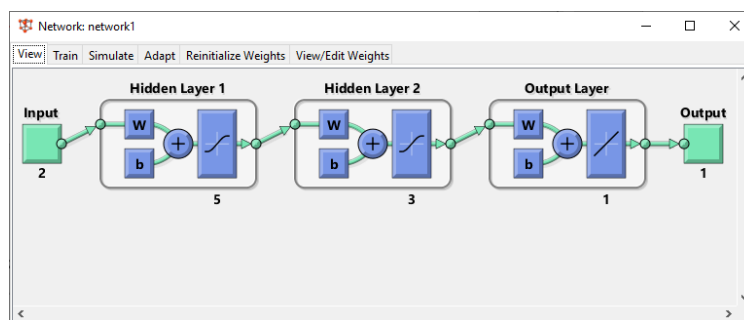 Network: network1
View Train Simulate Adapt Reinitialize Weights View/Edit Weights
Hidden Layer 1 Hidden Layer 2 Output Layer
Input Output
W W W
b b b
2 1
5 3 1